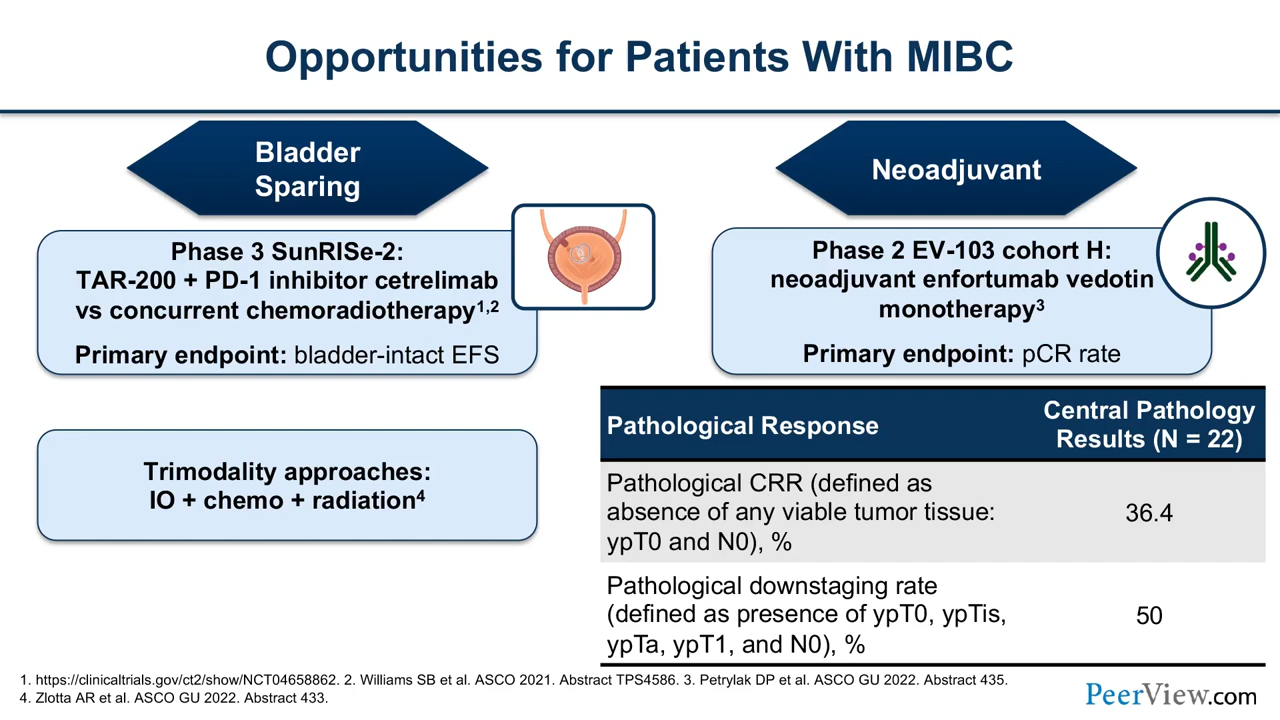 Opportunities for Patients With MIBC
Bladder
Sparing
Phase 3 SunRISe-2:
TAR-200 + PD-1 inhibitor cetrelimab
vs concurrent chemoradiotherapy1,2
Primary endpoint: bladder-intact EFS
Trimodality approaches:
IO + chemo + radiation4
Neoadjuvant
Phase 2 EV-103 cohort H:
neoadjuvant enfortumab vedotin
monotherapy3
Primary endpoint: pCR rate
Pathological Response
Central Pathology
Results (N = 22)
Pathological CRR (defined as
absence of any viable tumor tissue:
ypT0 and N0), %
36.4
Pathological downstaging rate
(defined as presence of ypT0, ypTis,
ypTa, ypT1, and N0), %
50
1. https://clinicaltrials.gov/ct2/show/NCT04658862. 2. Williams SB et al. ASCO 2021. Abstract TPS4586. 3. Petrylak DP et al. ASCO GU 2022. Abstract 435.
4. Zlotta AR et al. ASCO GU 2022. Abstract 433.
PeerView.com